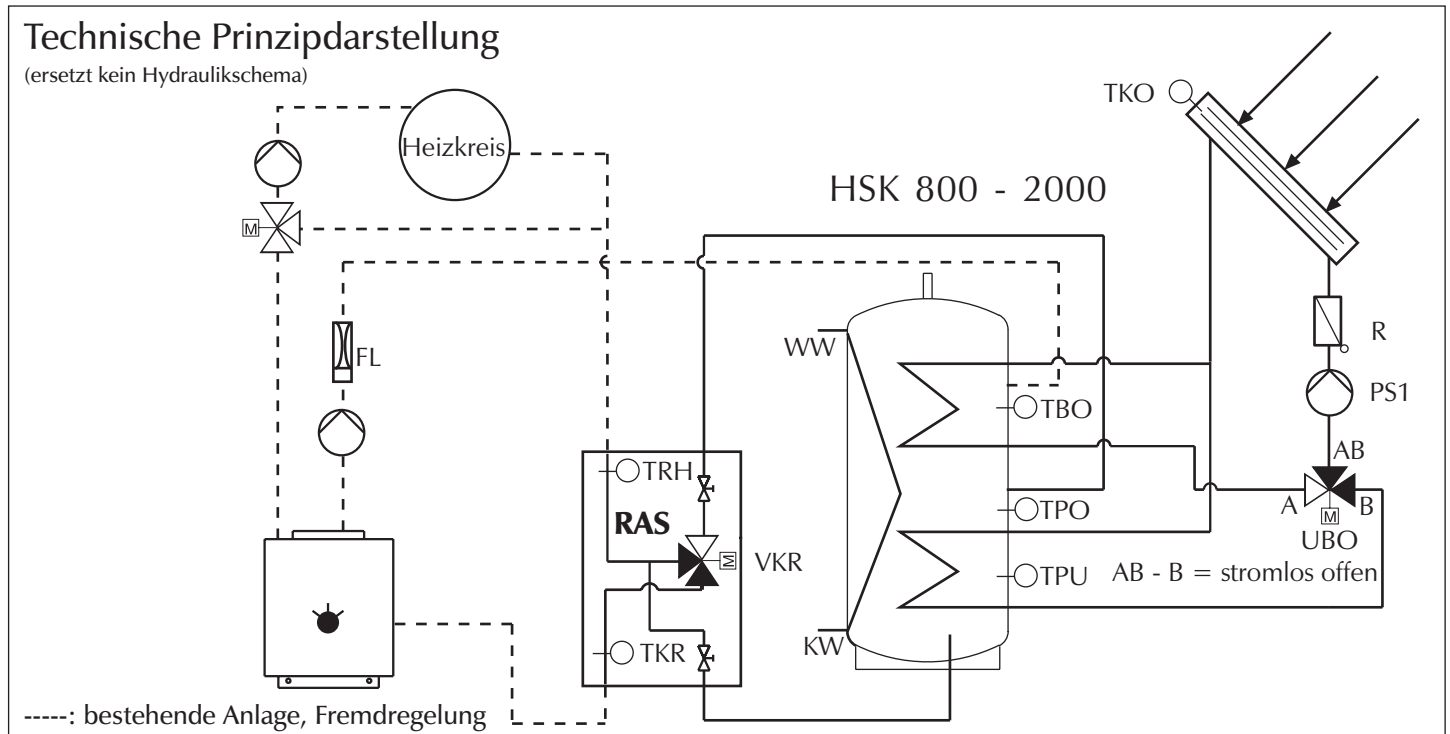 Technische Prinzipdarstellung
(ersetzt kein Hydraulikschema)
TKO
Heizkreis
HSK 800 - 2000
M
FL
WW
R
PS1
TBO
AB
TRH
A
B
M
RAS
TPO
UBO
VKR
M
TPU
AB - B = stromlos offen
KW
TKR
-----: bestehende Anlage, Fremdregelung